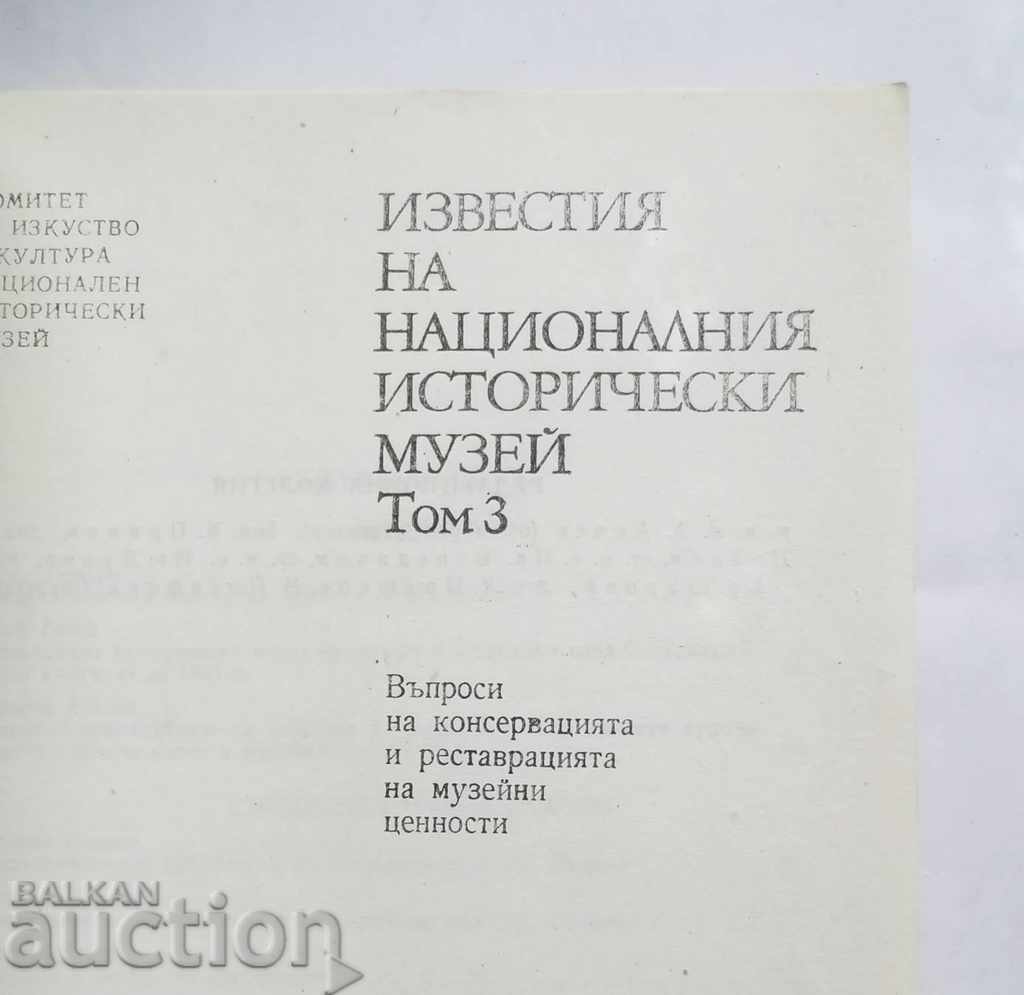 ОМИТЕТ
ИЗКУСТВО
КУЛТУРА
ЦИОНАЛЕН
ТОРИЧЕСКИ
ЗЕЙ
ИЗВЕСТИЯ
НА
НАЦИОНАЛНИЯ
ИСТОРИЧЕСКИ
МУЗЕЙ
Том 3
Въпроси
на консервацията
и реставрацията
на музейни
ценности
BALKAN
auction